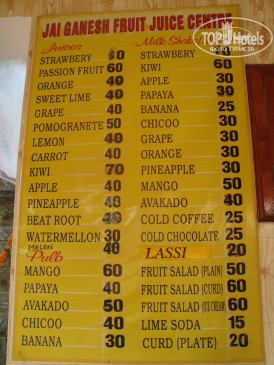 JAI GANESH FRUIT JUICE CENTRE
TopHotels
ФОТО ТУРИСТА
Juices
STRAWBERY 60
PASSION FRUIT 60
ORANGE 40
SWEET LIME 40
GRAPE 40
POMOGRANETE 50
LEMON 40
CARROT 40
KIWI 70
APPLE 40
PINEAPPLE 40
BEAT ROOT 40
WATERMELLON 30
MELON 40
Pulb
MANGO 60
PAPAYA 40
AVAKADO 50
CHICOO 40
BANANA 30
Milk Shake
STRAWBERY
KIWI 60
APPLE 30
PAPAYA 30
BANANA 25
CHICOO 30
GRAPE 30
ORANGE 30
PINEAPPLE 30
MANGO 50
AVAKADO 40
COLD COFFEE 25
COLD CHOCOLATE 25
LASSI 20
FRUIT SALAD (PLAIN) 50
FRUIT SALAD (CURD) 60
FRUIT SALAD (ICE CREAM) 60
LIME SODA 15
CURD (PLATE) 20